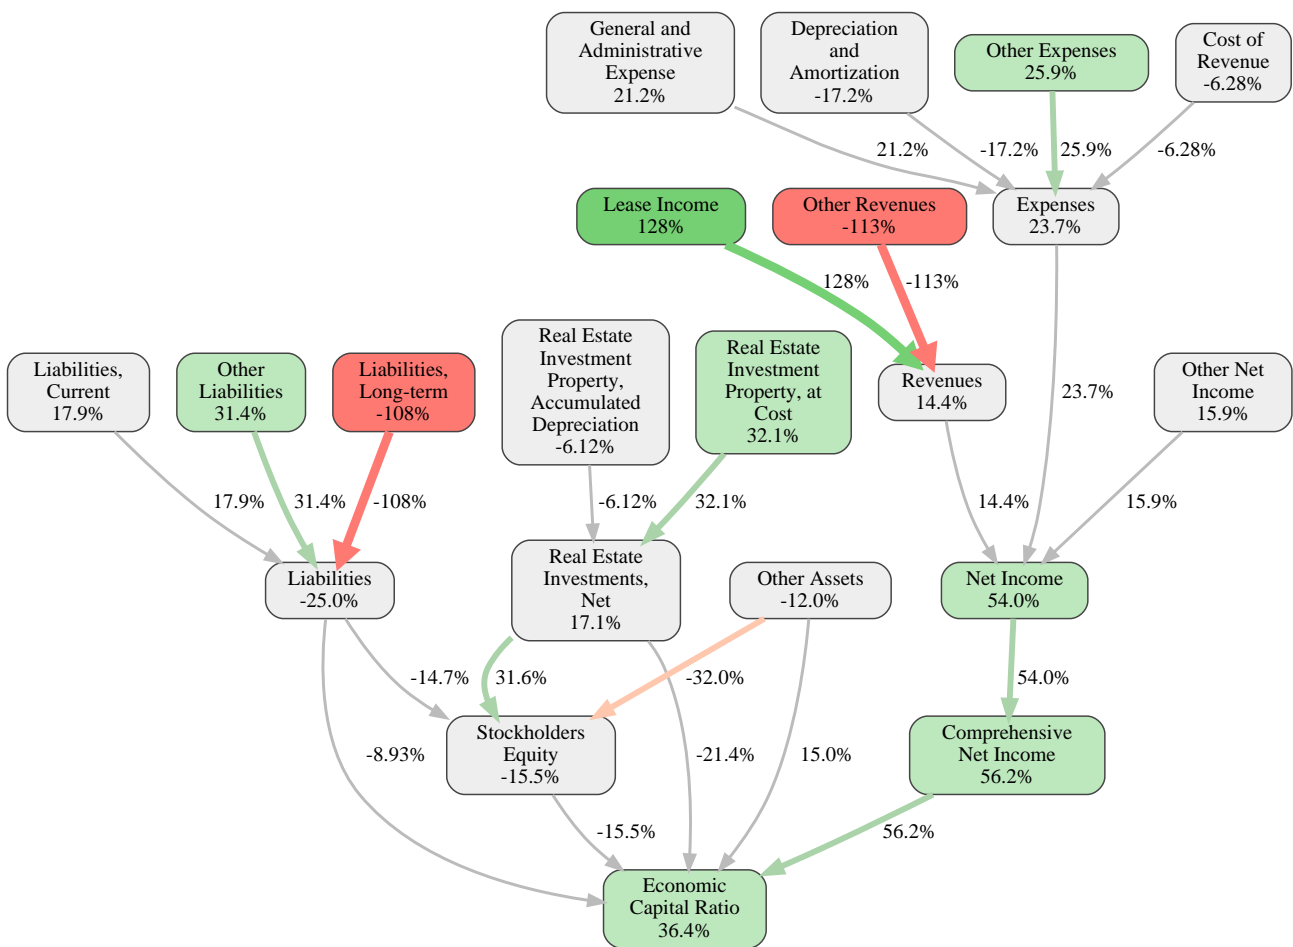 General and
Administrative
Expense
21.2%
Depreciation
and
Amortization
-17.2%
Other Expenses
25.9%
Cost of
Revenue
-6.28%
21.2%
-17.2%
25.9%
-6.28%
Lease Income
128%
Other Revenues
-113%
Expenses
23.7%
128%
-113%
Liabilities,
Current
17.9%
Other
Liabilities
31.4%
Liabilities,
Long-term
-108%
Real Estate
Investment
Property,
Accumulated
Depreciation
-6.12%
Real Estate
Investment
Property, at
Cost
32.1%
Revenues
14.4%
23.7%
Other Net
Income
15.9%
17.9%
31.4%
-108%
-6.12%
32.1%
14.4%
15.9%
Liabilities
-25.0%
Real Estate
Investments,
Net
17.1%
Other Assets
-12.0%
Net Income
54.0%
-14.7%
31.6%
-32.0%
54.0%
Stockholders
Equity
-15.5%
Comprehensive
Net Income
56.2%
-8.93%
-21.4%
15.0%
-15.5%
56.2%
Economic
Capital Ratio
36.4%